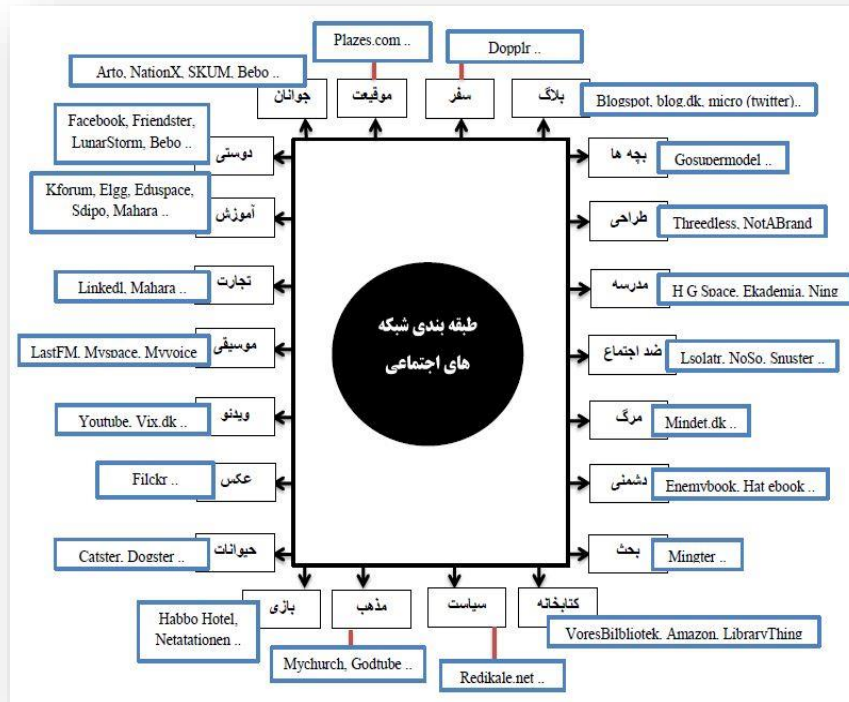 Plazes.com ..
Dopplr ..
Arto, NationX, SKUM, Bebo ..
جوانان
موقیعت
سفر
بلاگ
Blogspot, blog.dk, micro (twitter)..
Facebook, Friendster,
LunarStorm, Bebo ..
دوستی
بچه ها
Gosupermodel ..
Kforum, Elgg, Eduspace,
Sdipo, Mahara ..
آموزش
طراحی
Threedless, NotABrand
Linkedl, Mahara ..
تجارت
مدرسه
H G Space, Ekademia, Ning
طبقه بندی شبکه
های اجتماعی
LastFM, Myspace, Myvoice
موسیقی
ضد اجتماع
Lsolatr, NoSo, Snuster ..
Youtube, Vix.dk ..
ویدئو
مرگ
Mindet.dk ..
Filckr ..
عکس
دشمنی
Enemybook, Hat ebook ..
Catster, Dogster ..
حیوانات
بحث
Mingter ..
بازی
مذهب
سیاست
کتابخانه
Habbo Hotel,
Netatationen ..
VoresBilbliotek, Amazon, LibraryThing
Mychurch, Godtube ..
Redikale.net ..